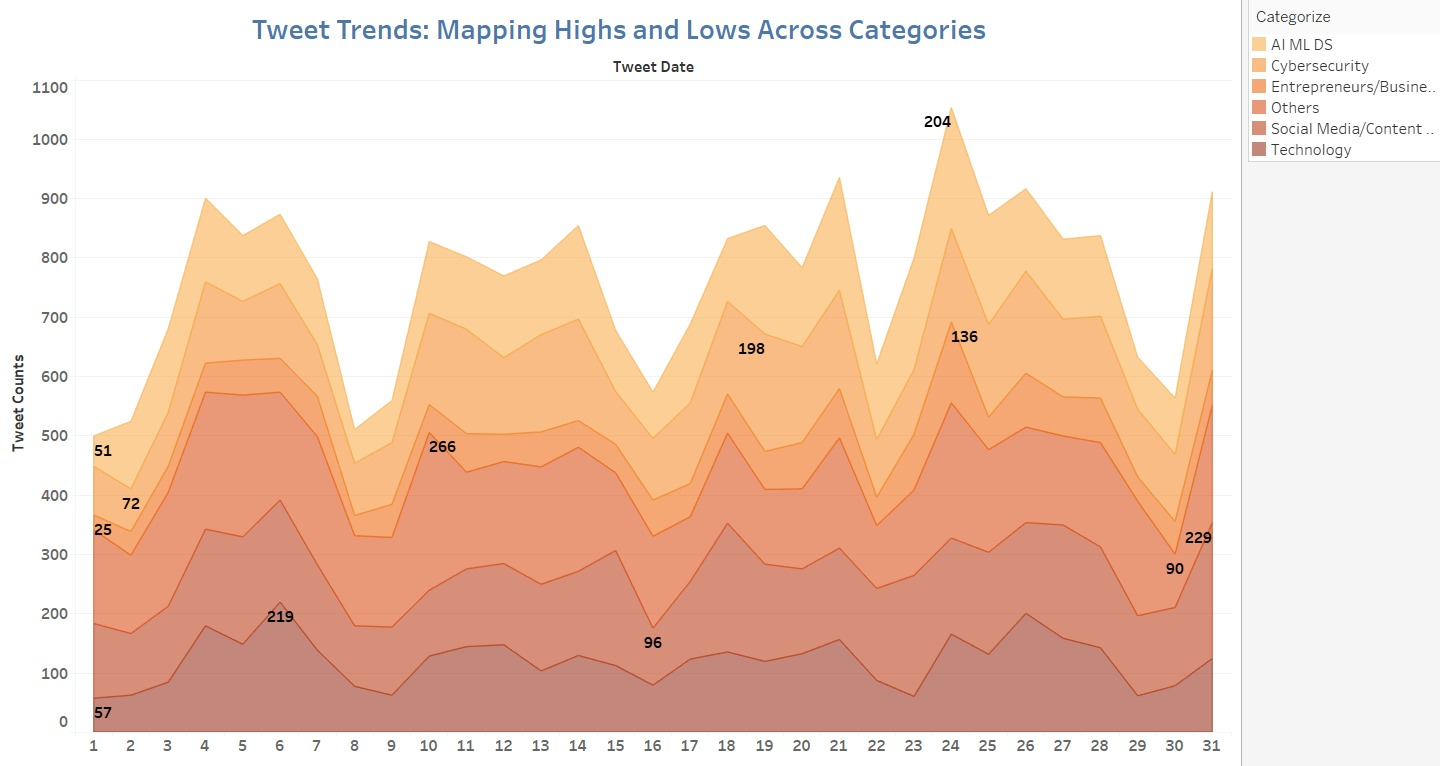 Tweet Trends: Mapping Highs and Lows Across Categories
Tweet Date
Tweet Counts
1100
1000
900
800
700
600
500
400
300
200
100
0
204
136
198
266
51
72
25
229
90
219
96
57
1 2 3 4 5 6 7 8 9 10 11 12 13 14 15 16 17 18 19 20 21 22 23 24 25 26 27 28 29 30 31
Categorize
AI ML DS
Cybersecurity
Entrepreneurs/Busine..
Others
Social Media/Content ..
Technology